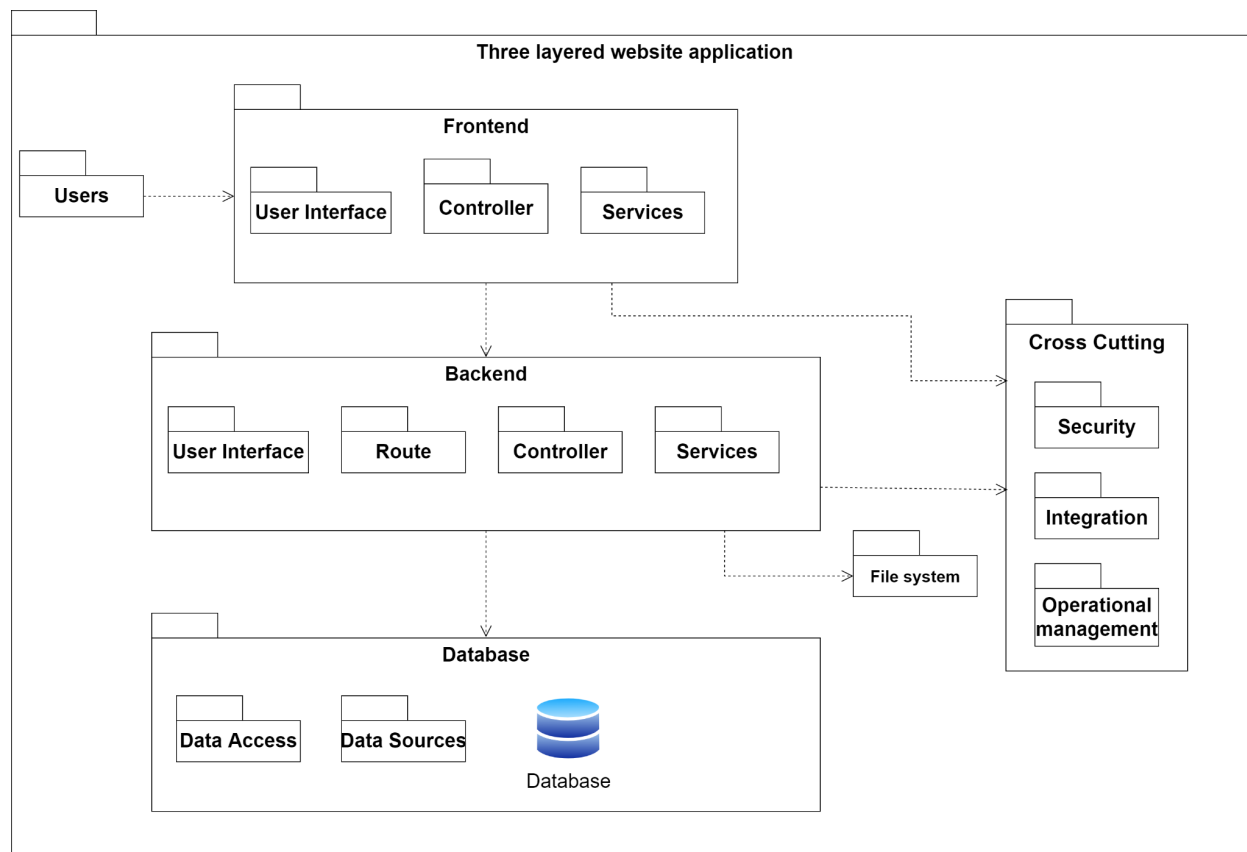 Three layered website application
Frontend
Users
User Interface
Controller
Services
Backend
User Interface
Route
Controller
Services
Cross Cutting
Security
Integration
Operational
management
File system
Database
Data Access
Data Sources
Database